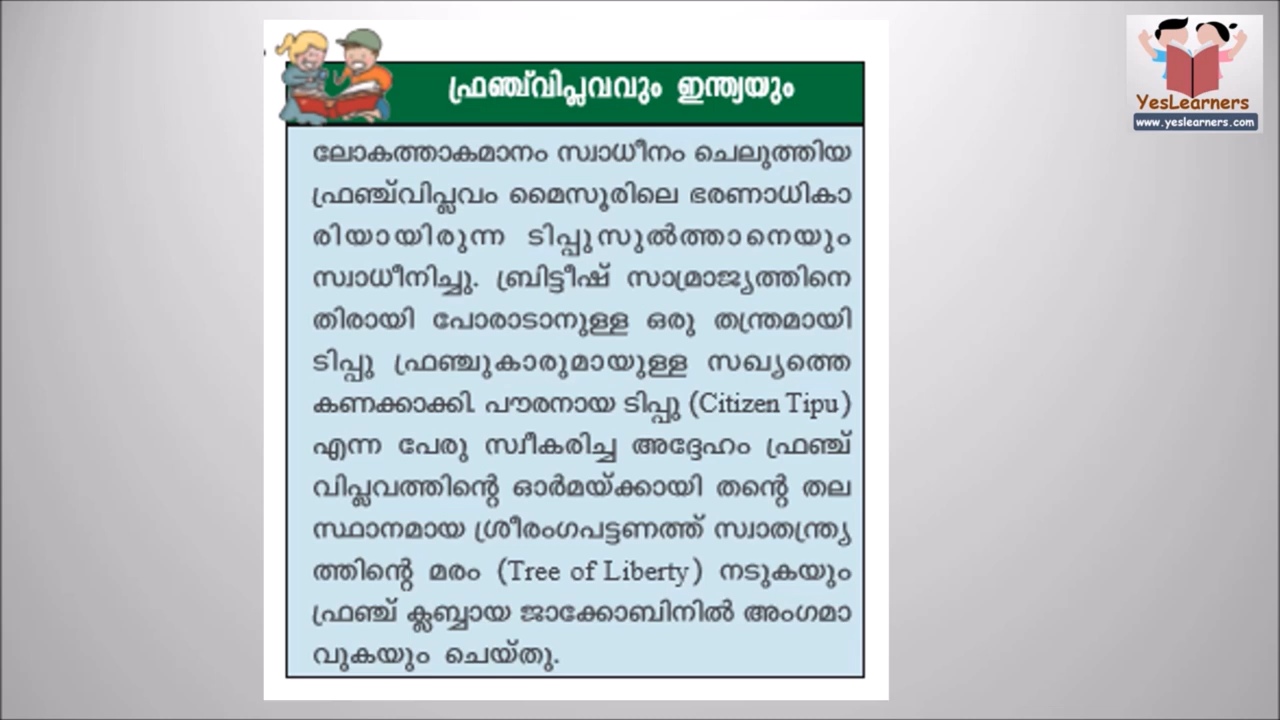 ഫ്രഞ്ച്‌വിപ്ലവവും ഇന്ത്യയും
ലോകത്താകമാനം സ്വാധീനം ചെലുത്തിയ
ഫ്രഞ്ച്‌വിപ്ലവം മൈസൂരിലെ ഭരണാധികാ
രിയായിരുന്ന ടിപ്പുസുൽത്താനെയും
സ്വാധീനിച്ചു. ബ്രിട്ടീഷ് സാമ്രാജ്യത്തിനെ
തിരായി പോരാടാനുള്ള ഒരു തന്ത്രമായി
ടിപ്പു ഫ്രഞ്ചുകാരുമായുള്ള സഖ്യത്തെ
കണക്കാക്കി. പൗരനായ ടിപ്പു (Citizen Tipu)
എന്ന പേരു സ്വീകരിച്ച അദ്ദേഹം ഫ്രഞ്ച്
വിപ്ലവത്തിന്റെ ഓർമയ്ക്കായി തന്റെ തല
സ്ഥാനമായ ശ്രീരംഗപട്ടണത്ത് സ്വാതന്ത്ര്യ
ത്തിന്റെ മരം (Tree of Liberty) നടുകയും
ഫ്രഞ്ച് ക്ലബ്ബായ ജാക്കോബിനിൽ അംഗമാ
വുകയും ചെയ്തു.
YesLearners
www.yeslearners.com